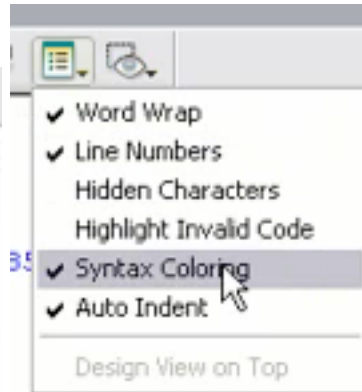 Word Wrap
Line Numbers
Hidden Characters
Highlight Invalid Code
Syntax Coloring
Auto Indent
Design View on Top